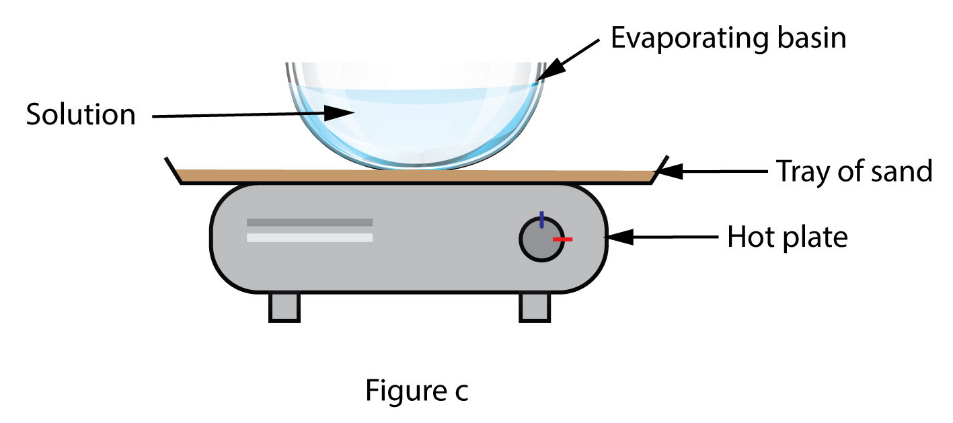 Evaporating basin
Solution
Tray of sand
Hot plate
Figure c